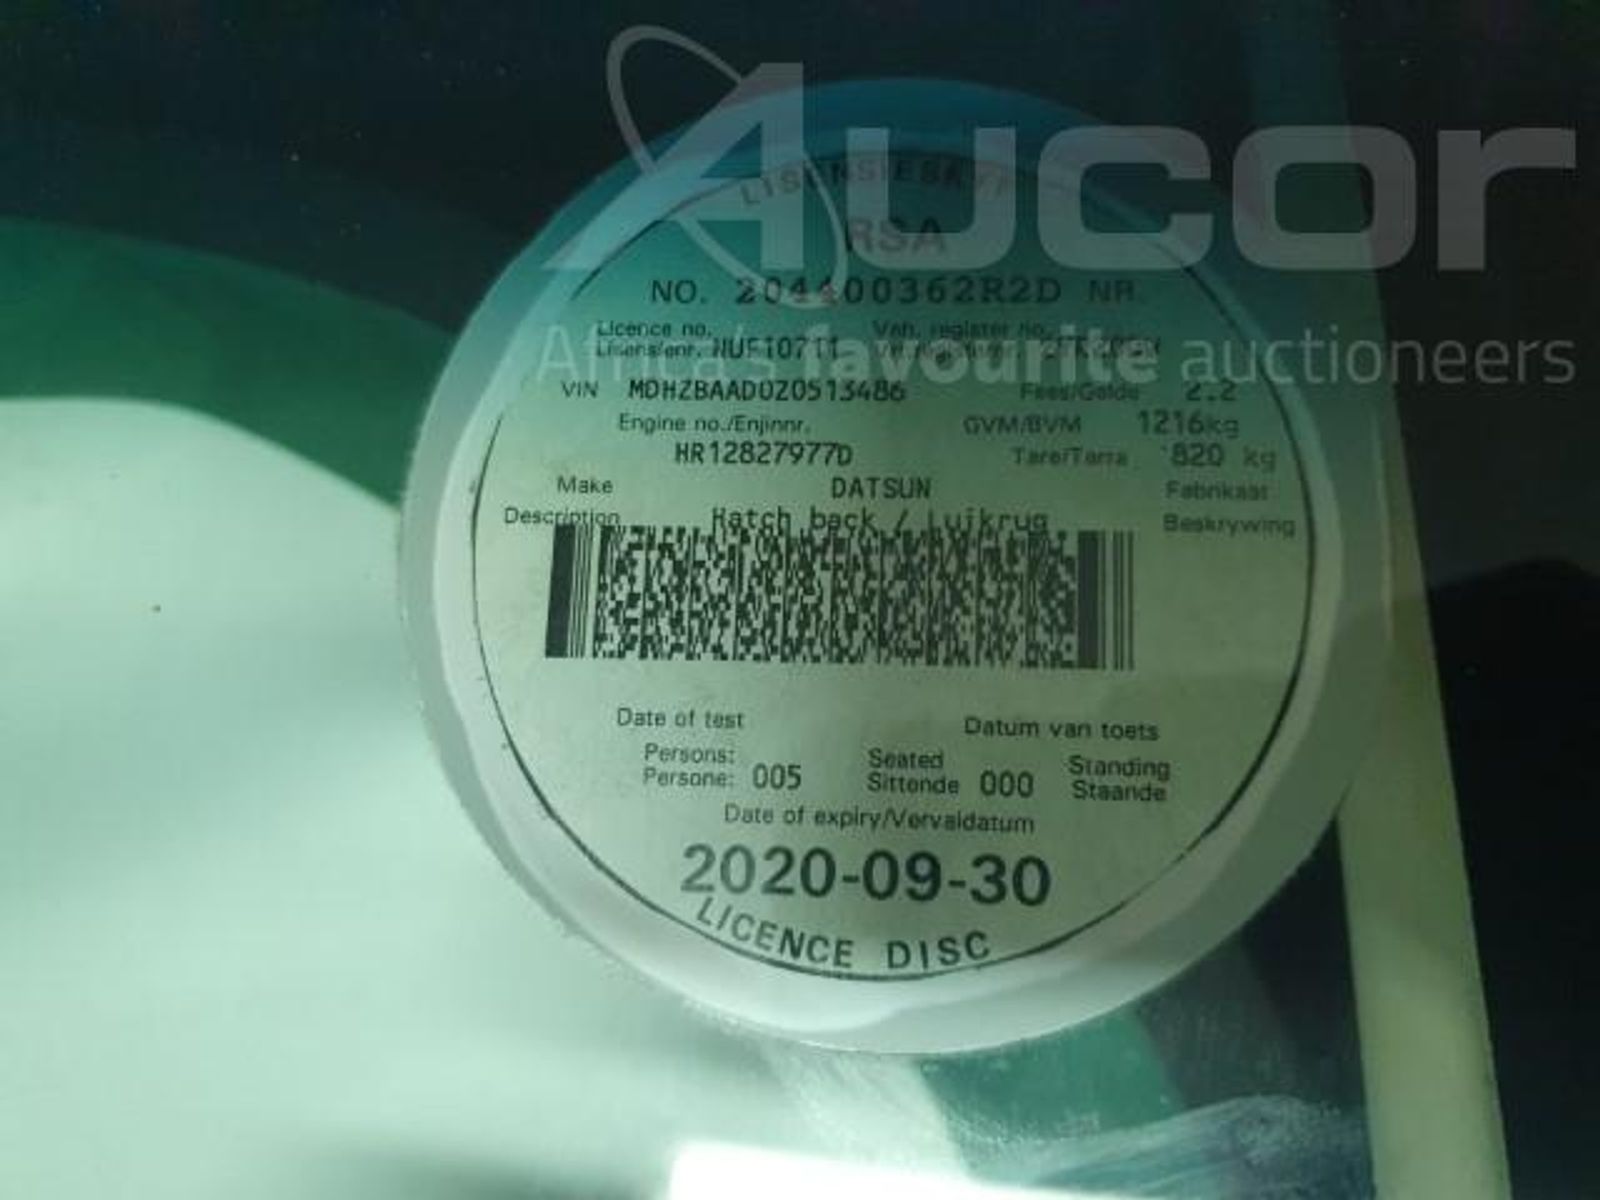 Aucor
Africa's favourite auctioneers
LISENSIESKYF
RSA
NO. 204400362R2D NR.
Licence no. Veh. register no.
Lisensienr.
VIN MDHZBAAD0Z0513486 Fees/Gelde 2.2
Engine no./Enjinnr. GVM/BVM 1216kg
HR12827977D Tare/Tarra 820 kg
Make DATSUN Fabrikaat
Description Hatch back / Luikrug Beskrywing
Date of test Datum van toets
Persons: Seated Standing
Persone: 005 Sittende 000 Staande
Date of expiry/Vervaldatum
2020-09-30
LICENCE DISC